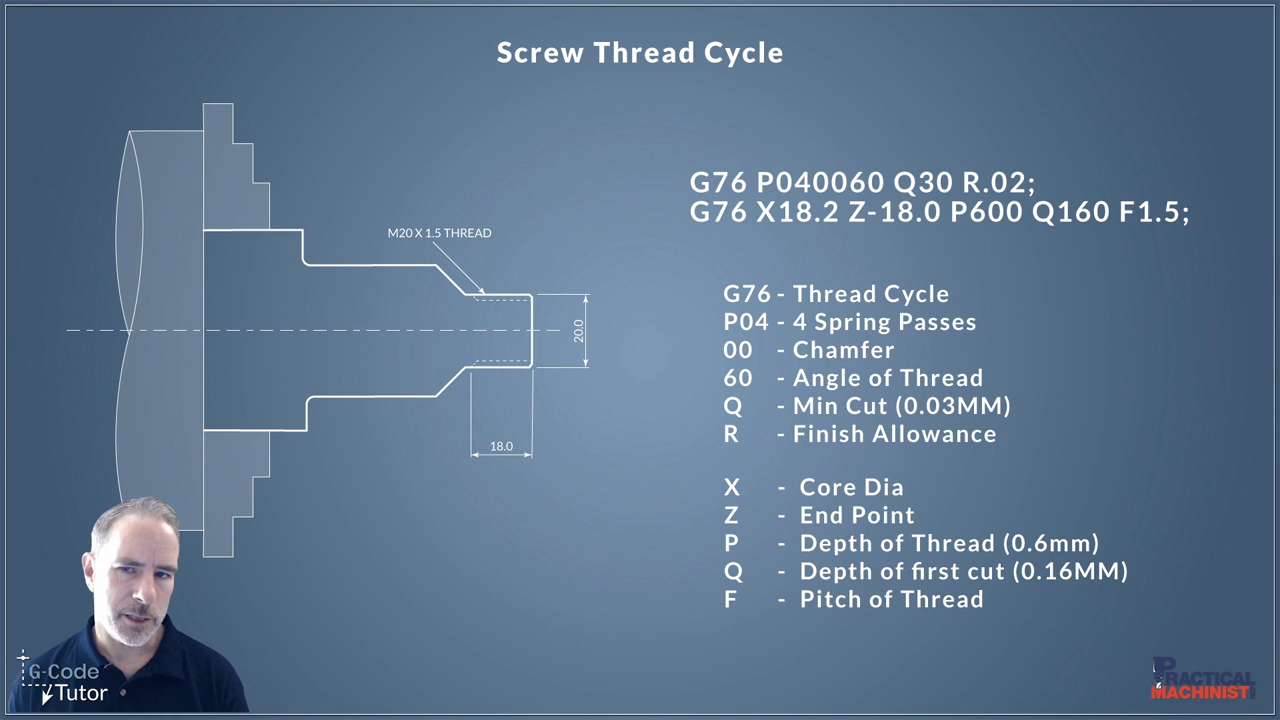 Screw Thread Cycle
G76 P040060 Q30 R.02;
G76 X18.2 Z-18.0 P600 Q160 F1.5;
M20 X 1.5 THREAD
20.0
18.0
G76 - Thread Cycle
P04 - 4 Spring Passes
00 - Chamfer
60 - Angle of Thread
Q - Min Cut (0.03MM)
R - Finish Allowance
X - Core Dia
Z - End Point
P - Depth of Thread (0.6mm)
Q - Depth of first cut (0.16MM)
F - Pitch of Thread
G-Code
Tutor
PRACTICAL
MACHINIST